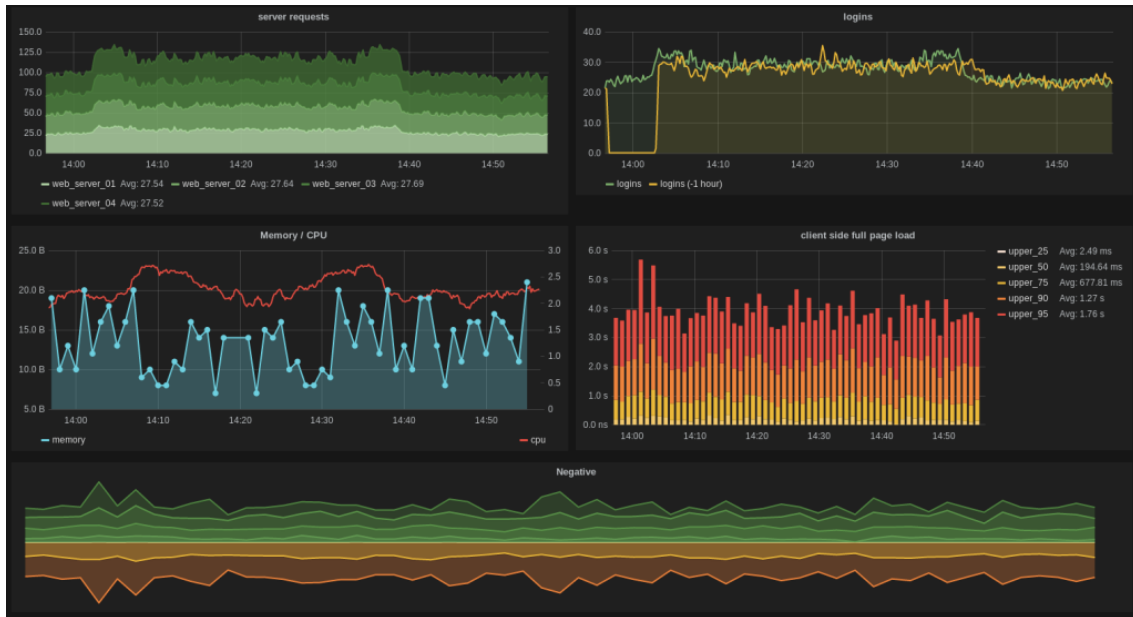 server requests
150.0
125.0
100.0
75.0
50.0
25.0
0.0
14:00 14:10 14:20 14:30 14:40 14:50
web_server_01 Avg: 27.54 web_server_02 Avg: 27.64 web_server_03 Avg: 27.69
web_server_04 Avg: 27.52
logins
40.0
30.0
20.0
10.0
0.0
14:00 14:10 14:20 14:30 14:40 14:50
logins logins (-1 hour)
Memory / CPU
25.0 B 3.0
2.5
20.0 B
2.0
15.0 B 1.5
1.0
10.0 B
0.5
5.0 B 0
14:00 14:10 14:20 14:30 14:40 14:50
memory cpu
client side full page load
6.0 s
5.0 s
4.0 s
3.0 s
2.0 s
1.0 s
0.0 ns
14:00 14:10 14:20 14:30 14:40 14:50
upper_25 Avg: 2.49 ms
upper_50 Avg: 194.64 ms
upper_75 Avg: 677.81 ms
upper_90 Avg: 1.27 s
upper_95 Avg: 1.76 s
Negative